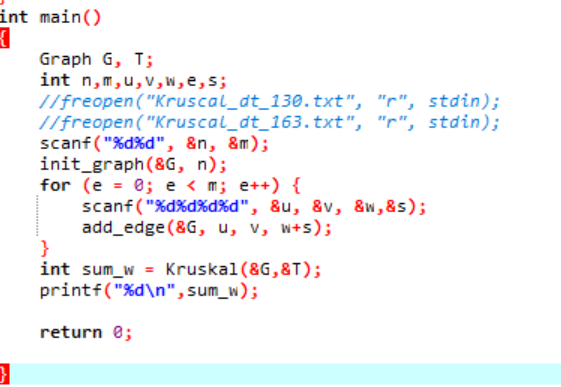 int main()
{
    Graph G, T;
    int n,m,u,v,w,e,s;
    //freopen("Kruscal_dt_130.txt", "r", stdin);
    //freopen("Kruscal_dt_163.txt", "r", stdin);
    scanf("%d%d", &n, &m);
    init_graph(&G, n);
    for (e = 0; e < m; e++) {
        scanf("%d%d%d%d", &u, &v, &w,&s);
        add_edge(&G, u, v, w+s);
    }
    int sum_w = Kruskal(&G,&T);
    printf("%d\n",sum_w);
    return 0;
}